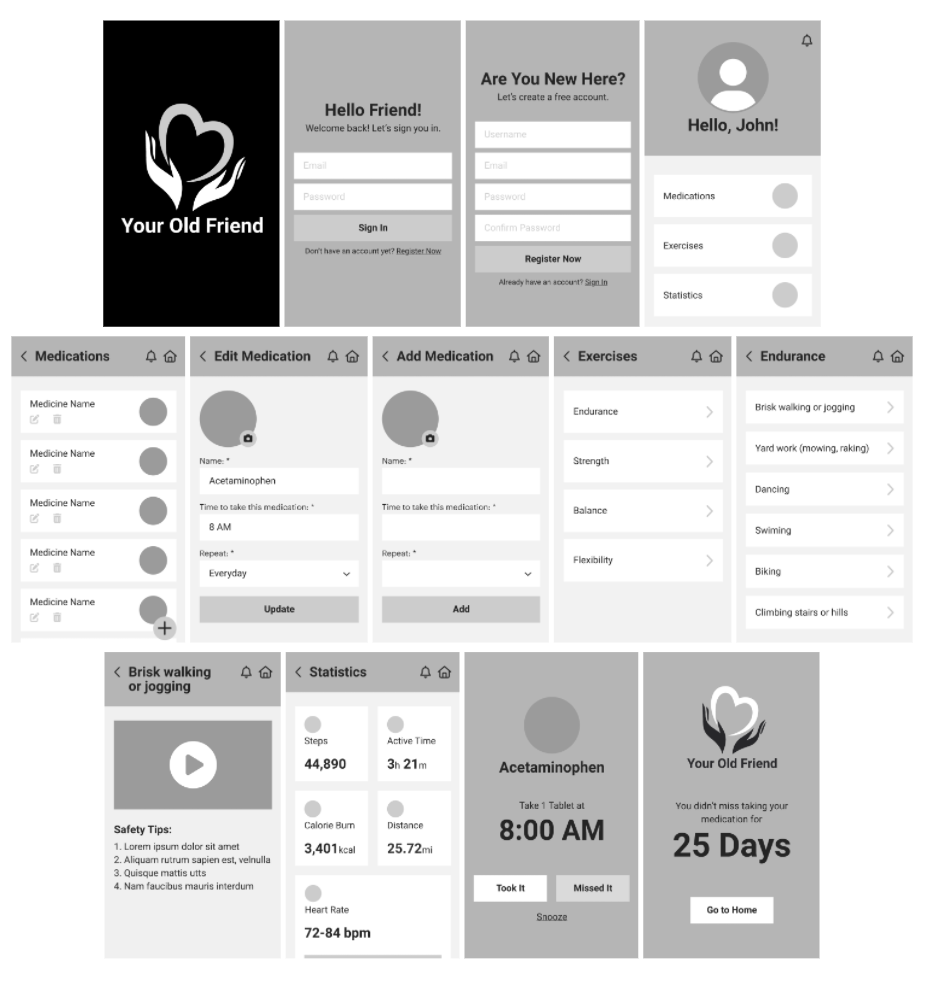 Your Old Friend
Hello Friend!
Welcome back! Let's sign you in.
Email
Password
Sign In
Don't have an account yet? Register Now
Are You New Here?
Let's create a free account.
Username
Email
Password
Confirm Password
Register Now
Already have an account? Sign In
Hello, John!
Medications
Exercises
Statistics
Medications
Medicine Name
Medicine Name
Medicine Name
Medicine Name
Medicine Name
Edit Medication
Name: *
Acetaminophen
Time to take this medication: *
8 AM
Repeat: *
Everyday
Update
Add Medication
Name: *
Time to take this medication: *
Repeat: *
Add
Exercises
Endurance
Strength
Balance
Flexibility
Endurance
Brisk walking or jogging
Yard work (mowing, raking)
Dancing
Swiming
Biking
Climbing stairs or hills
Brisk walking
or jogging
Safety Tips:
1. Lorem ipsum dolor sit amet
2. Aliquam rutrum sapien est, velnulla
3. Quisque mattis utts
4. Nam faucibus mauris interdum
Statistics
Steps
44,890
Active Time
3h 21m
Calorie Burn
3,401kcal
Distance
25.72mi
Heart Rate
72-84 bpm
Acetaminophen
Take 1 Tablet at
8:00 AM
Took It
Missed It
Snooze
Your Old Friend
You didn't miss taking your
medication for
25 Days
Go to Home